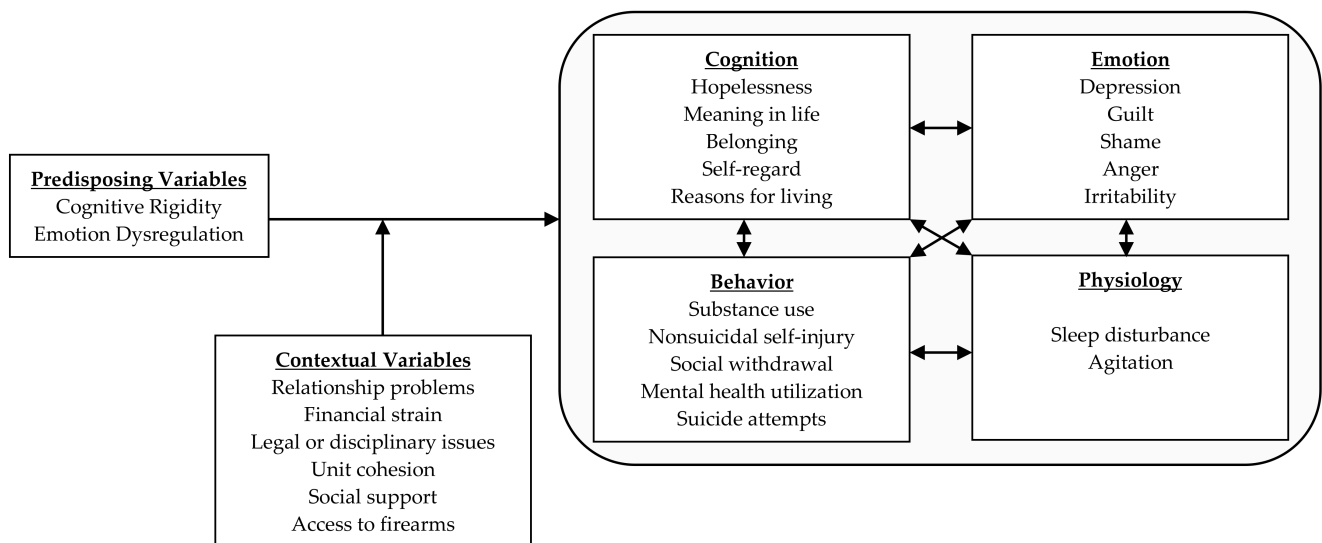 Predisposing Variables
Cognitive Rigidity
Emotion Dysregulation
Contextual Variables
Relationship problems
Financial strain
Legal or disciplinary issues
Unit cohesion
Social support
Access to firearms
Cognition
Hopelessness
Meaning in life
Belonging
Self-regard
Reasons for living
Emotion
Depression
Guilt
Shame
Anger
Irritability
Behavior
Substance use
Nonsuicidal self-injury
Social withdrawal
Mental health utilization
Suicide attempts
Physiology
Sleep disturbance
Agitation